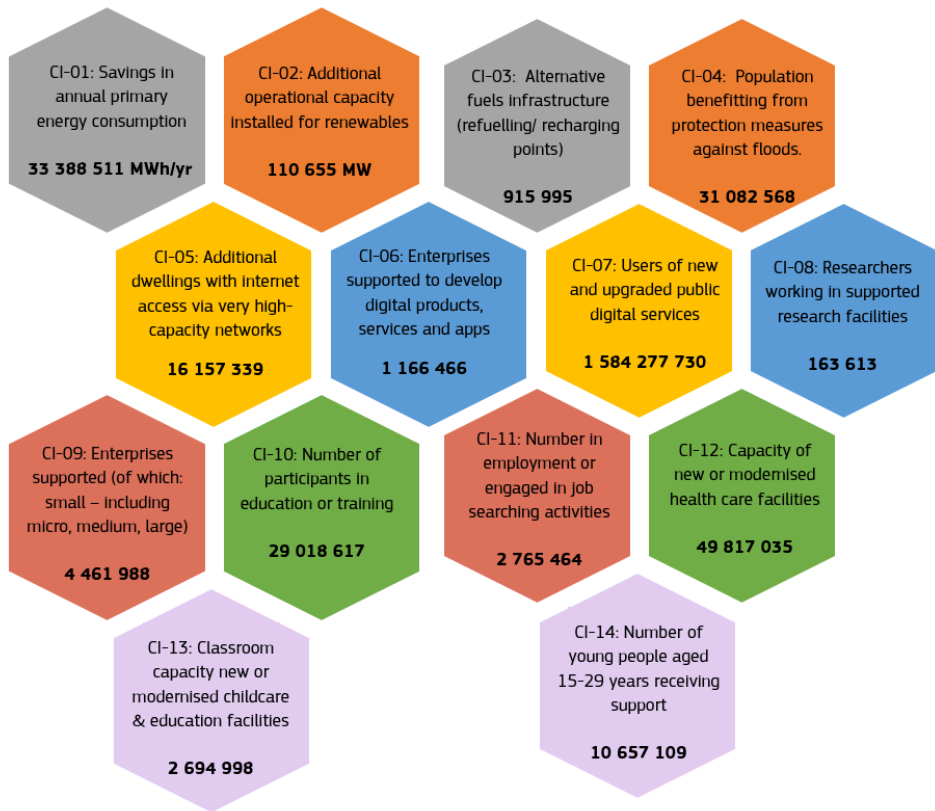 CI-01: Savings in
annual primary
energy consumption
33 388 511 MWh/yr
CI-02: Additional
operational capacity
installed for renewables
110 655 MW
CI-03: Alternative
fuels infrastructure
(refuelling/ recharging
points)
915 995
CI-04: Population
benefitting from
protection measures
against floods.
31 082 568
CI-05: Additional
dwellings with internet
access via very high-
capacity networks
16 157 339
CI-06: Enterprises
supported to develop
digital products,
services and apps
1 166 466
CI-07: Users of new
and upgraded public
digital services
1 584 277 730
CI-08: Researchers
working in supported
research facilities
163 613
CI-09: Enterprises
supported (of which:
small – including
micro, medium, large)
4 461 988
CI-10: Number of
participants in
education or training
29 018 617
CI-11: Number in
employment or
engaged in job
searching activities
2 765 464
CI-12: Capacity of
new or modernised
health care facilities
49 817 035
CI-13: Classroom
capacity new or
modernised childcare
& education facilities
2 694 998
CI-14: Number of
young people aged
15-29 years receiving
support
10 657 109